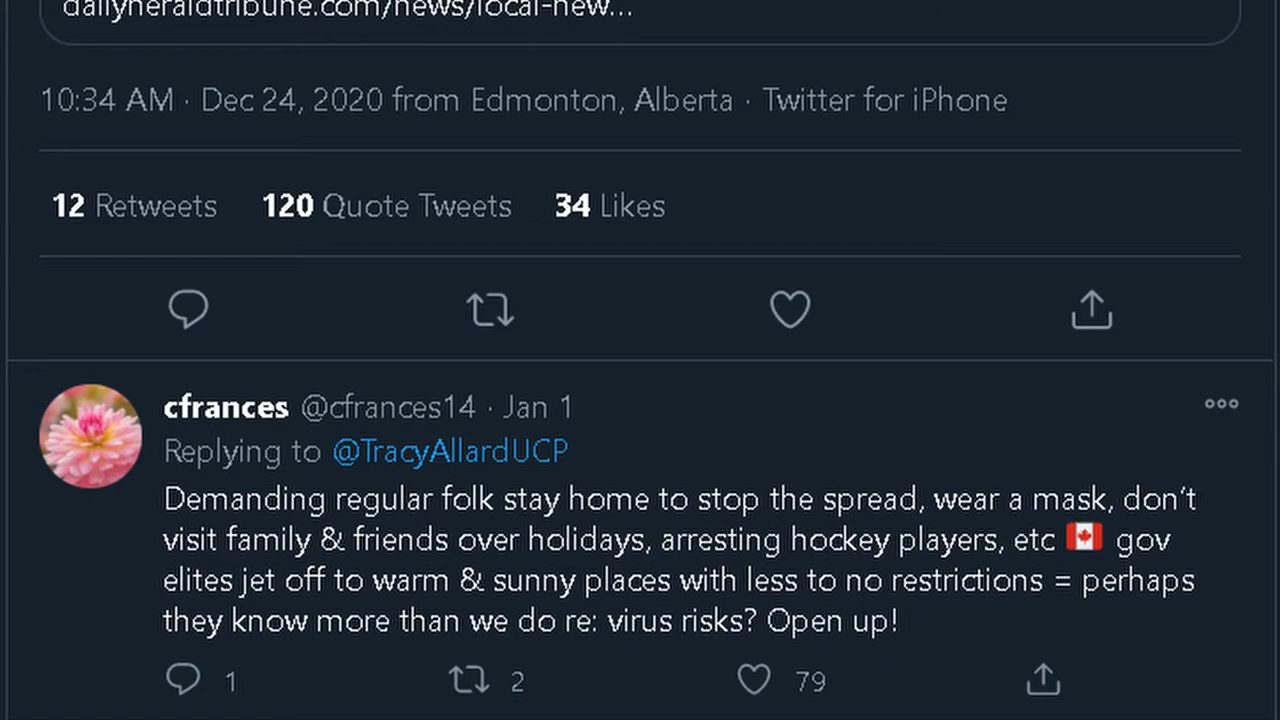 dailyheraldtribune.com/news/local-new...
10:34 AM · Dec 24, 2020 from Edmonton, Alberta · Twitter for iPhone
12 Retweets 120 Quote Tweets 34 Likes
cfrances @cfrances14 · Jan 1
Replying to @TracyAllardUCP
Demanding regular folk stay home to stop the spread, wear a mask, don't
visit family & friends over holidays, arresting hockey players, etc 🇨🇦 gov
elites jet off to warm & sunny places with less to no restrictions = perhaps
they know more than we do re: virus risks? Open up!
1 2 79